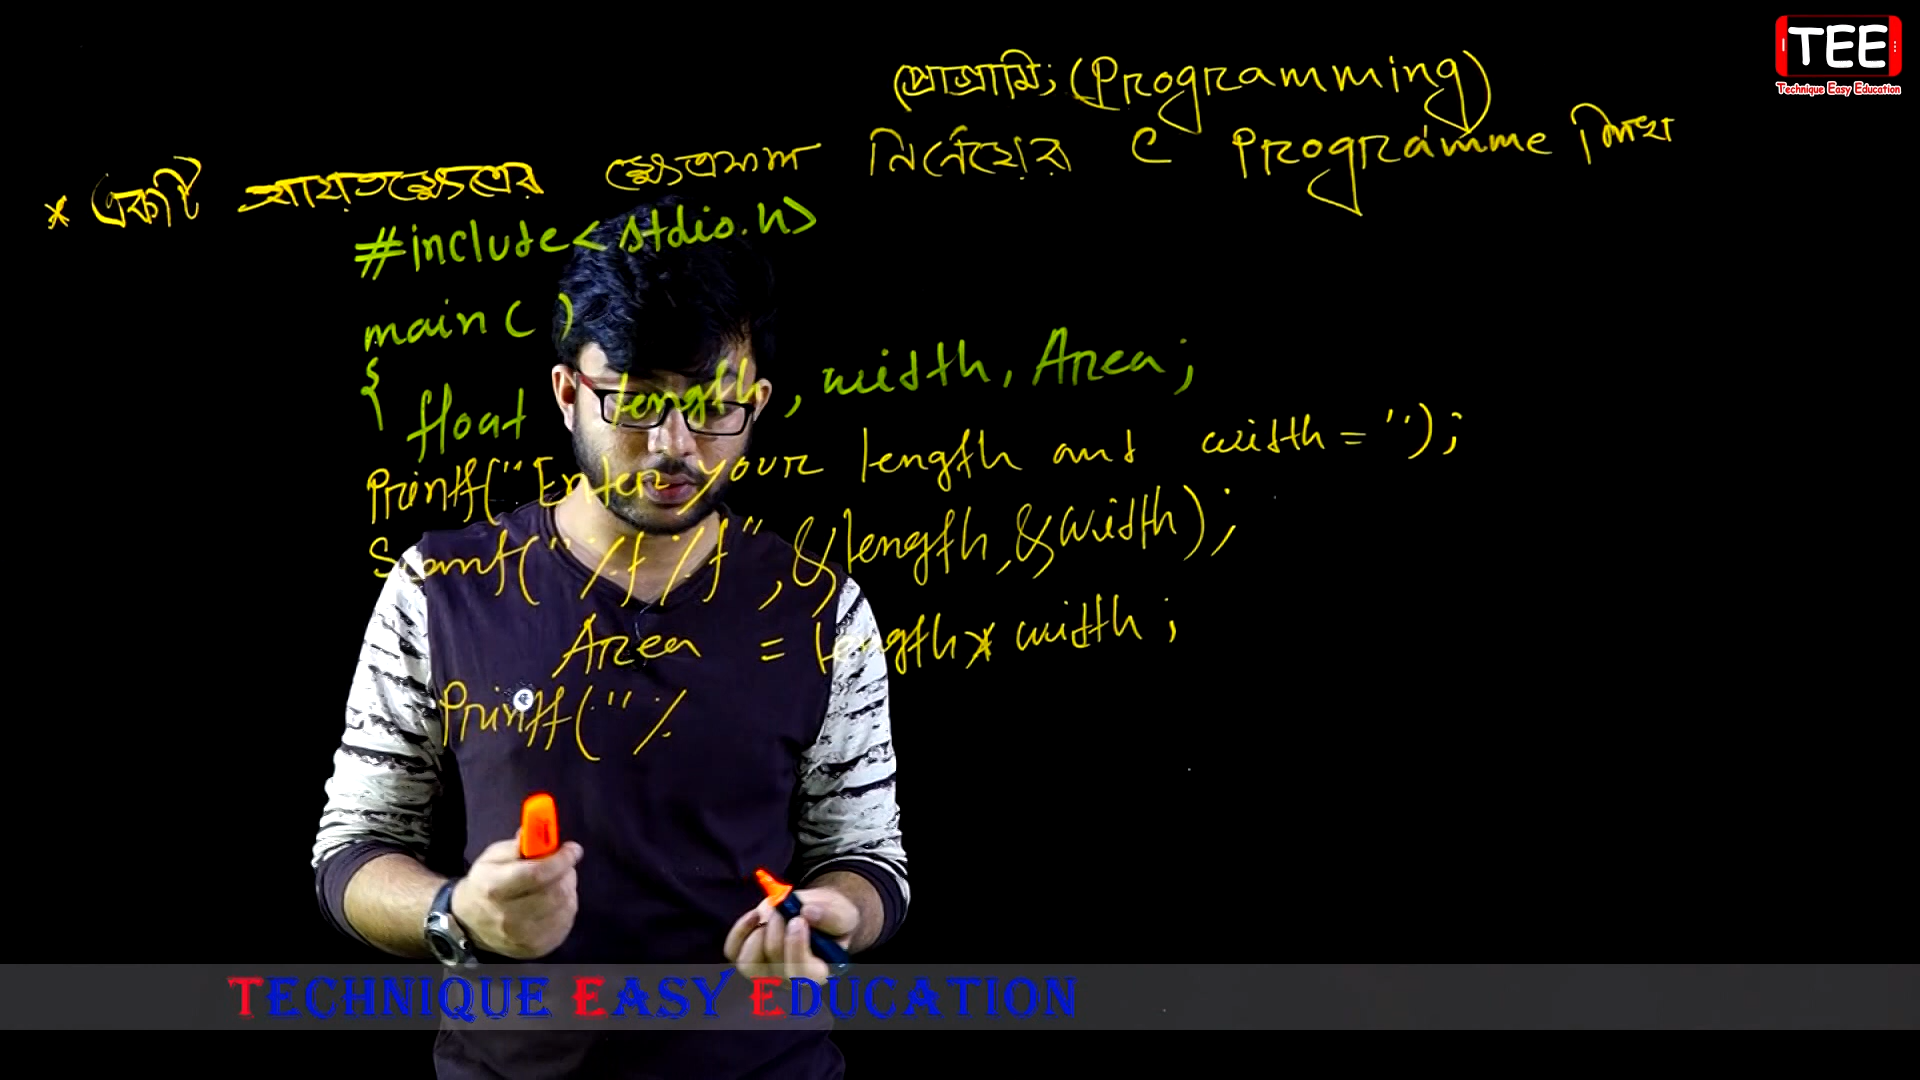 TEE
Technique Easy Education
প্রোগ্রামিং (Programming)
* একটি আয়তক্ষেত্রের ক্ষেত্রফল নির্ণয়ের C Programme লিখ
#include<stdio.h>
main()
{
float length, width, Area;
Printf("Enter your length and width = ");
Scanf("%f%f", &length, &width);
Area = length * width;
Printf("%
TECHNIQUE EASY EDUCATION